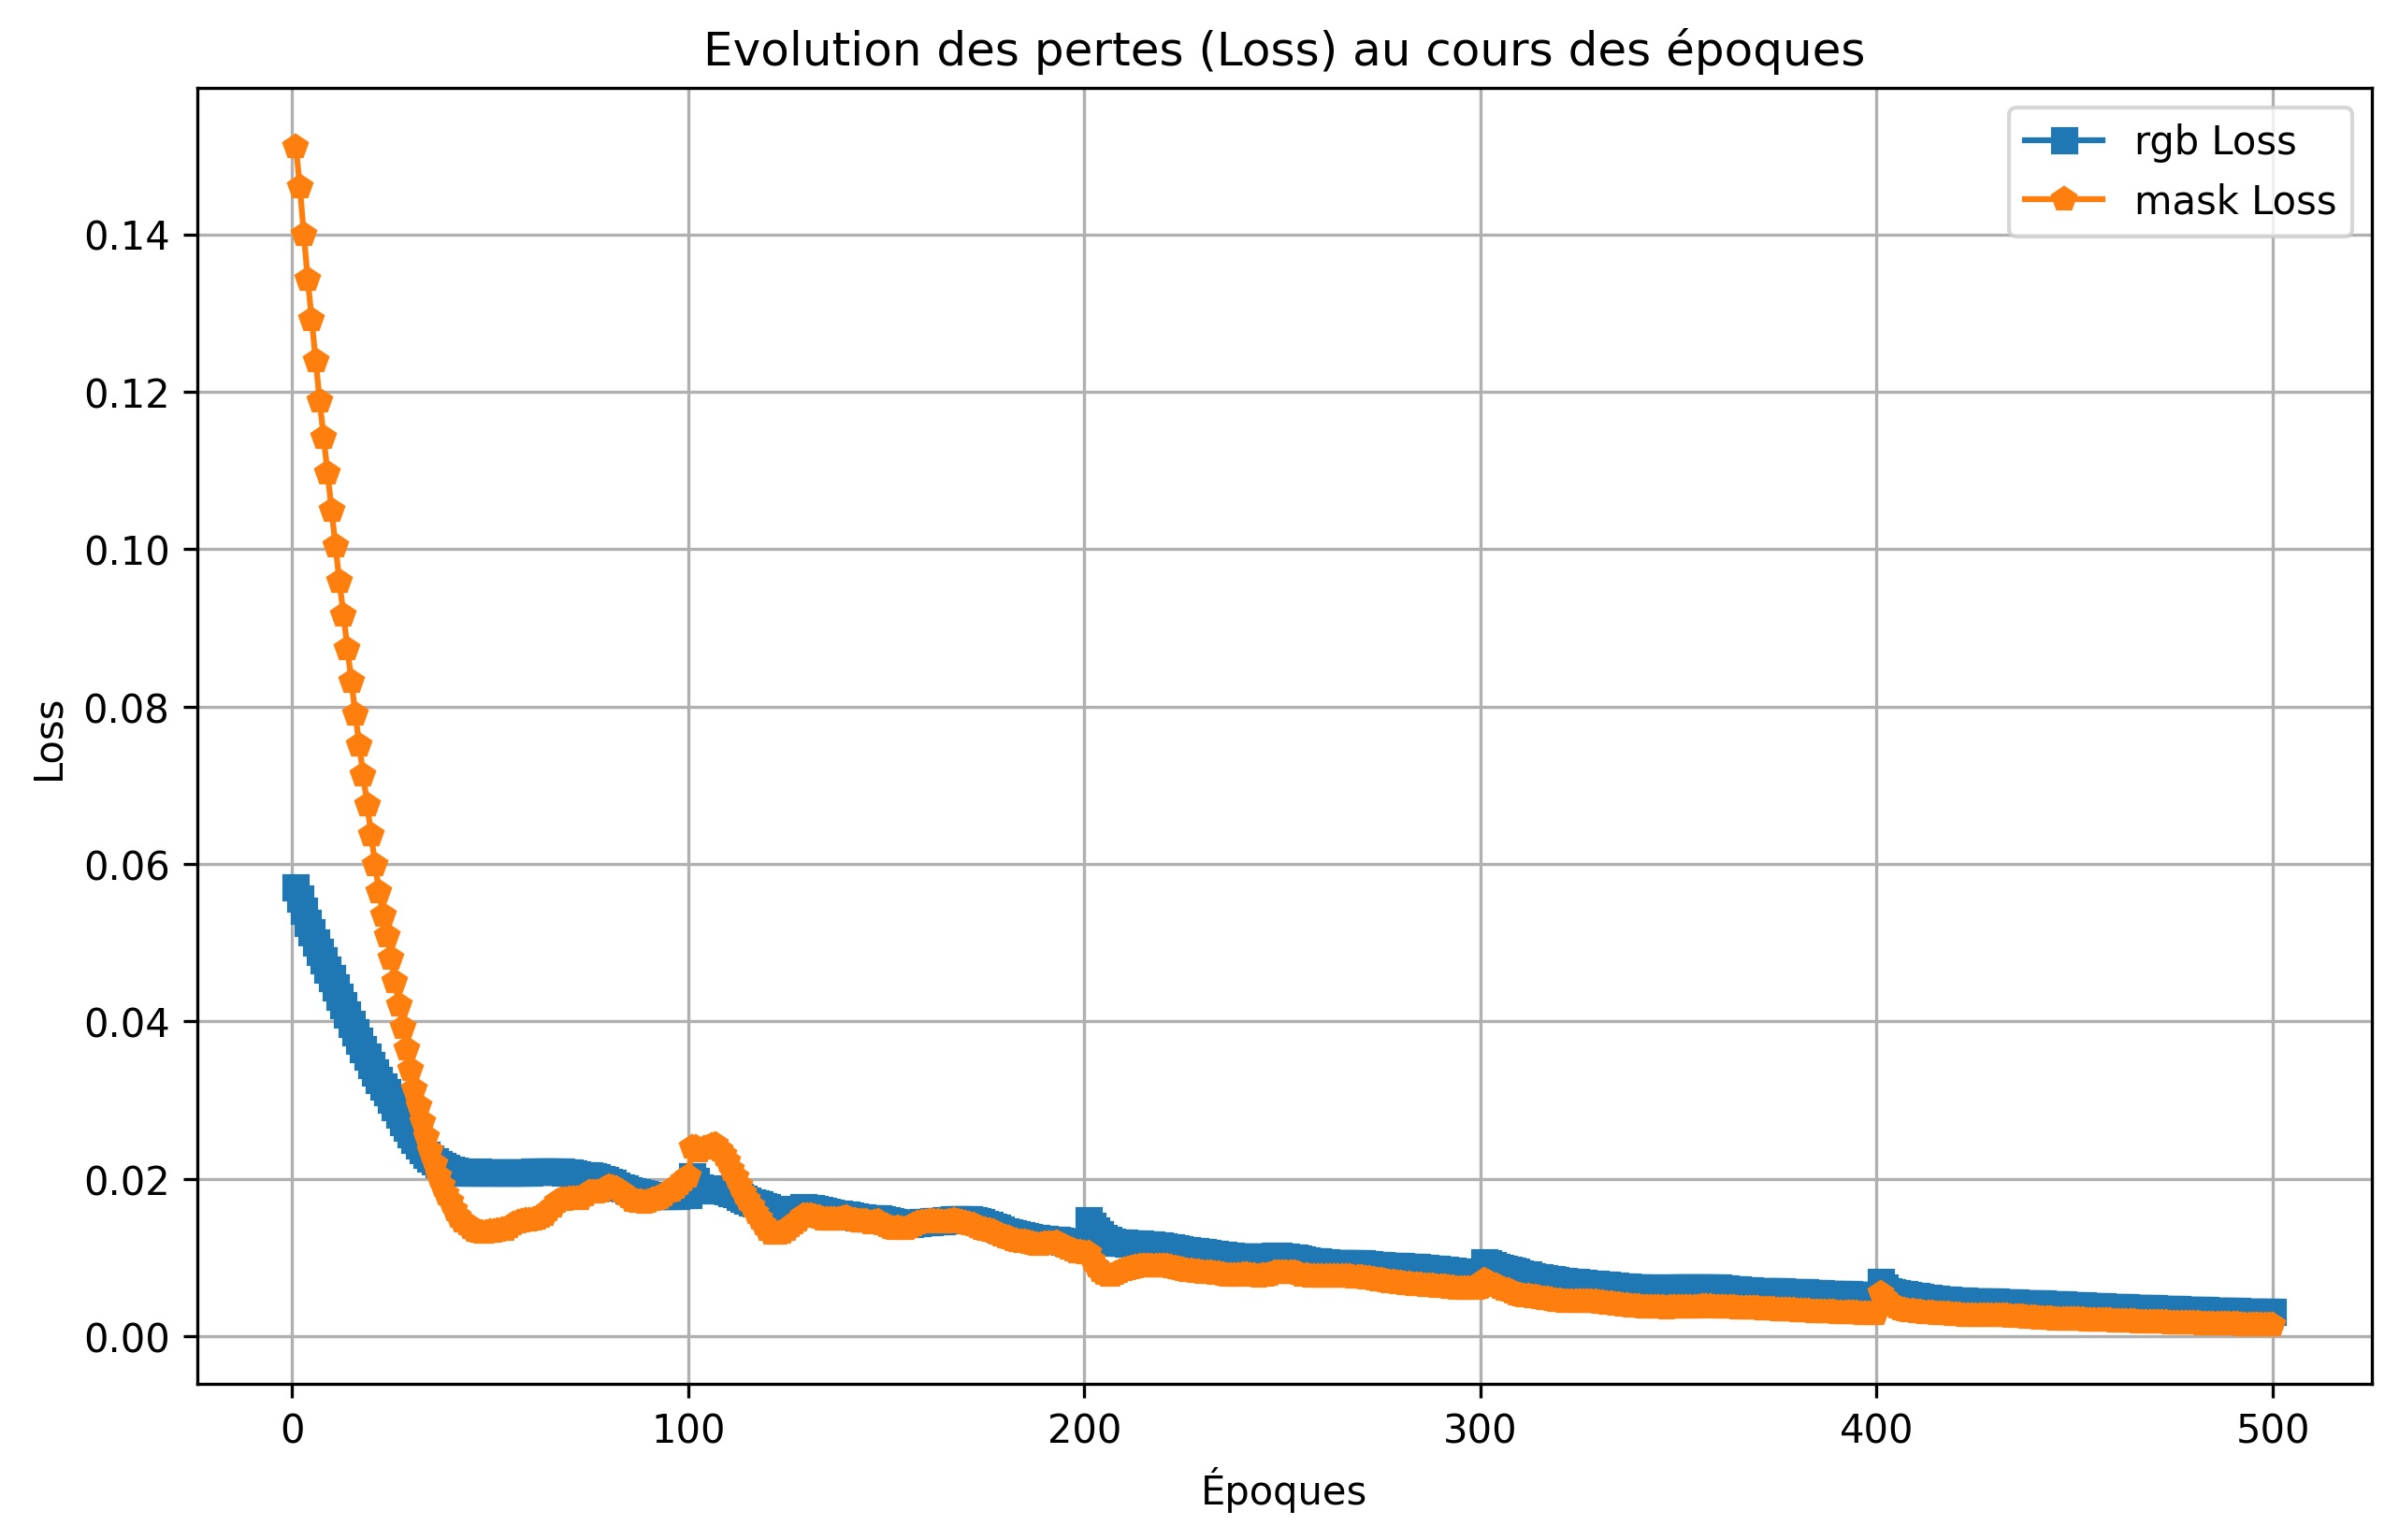 Evolution des pertes (Loss) au cours des époques
rgb Loss
mask Loss
Loss
0.14
0.12
0.10
0.08
0.06
0.04
0.02
0.00
0 100 200 300 400 500
Époques